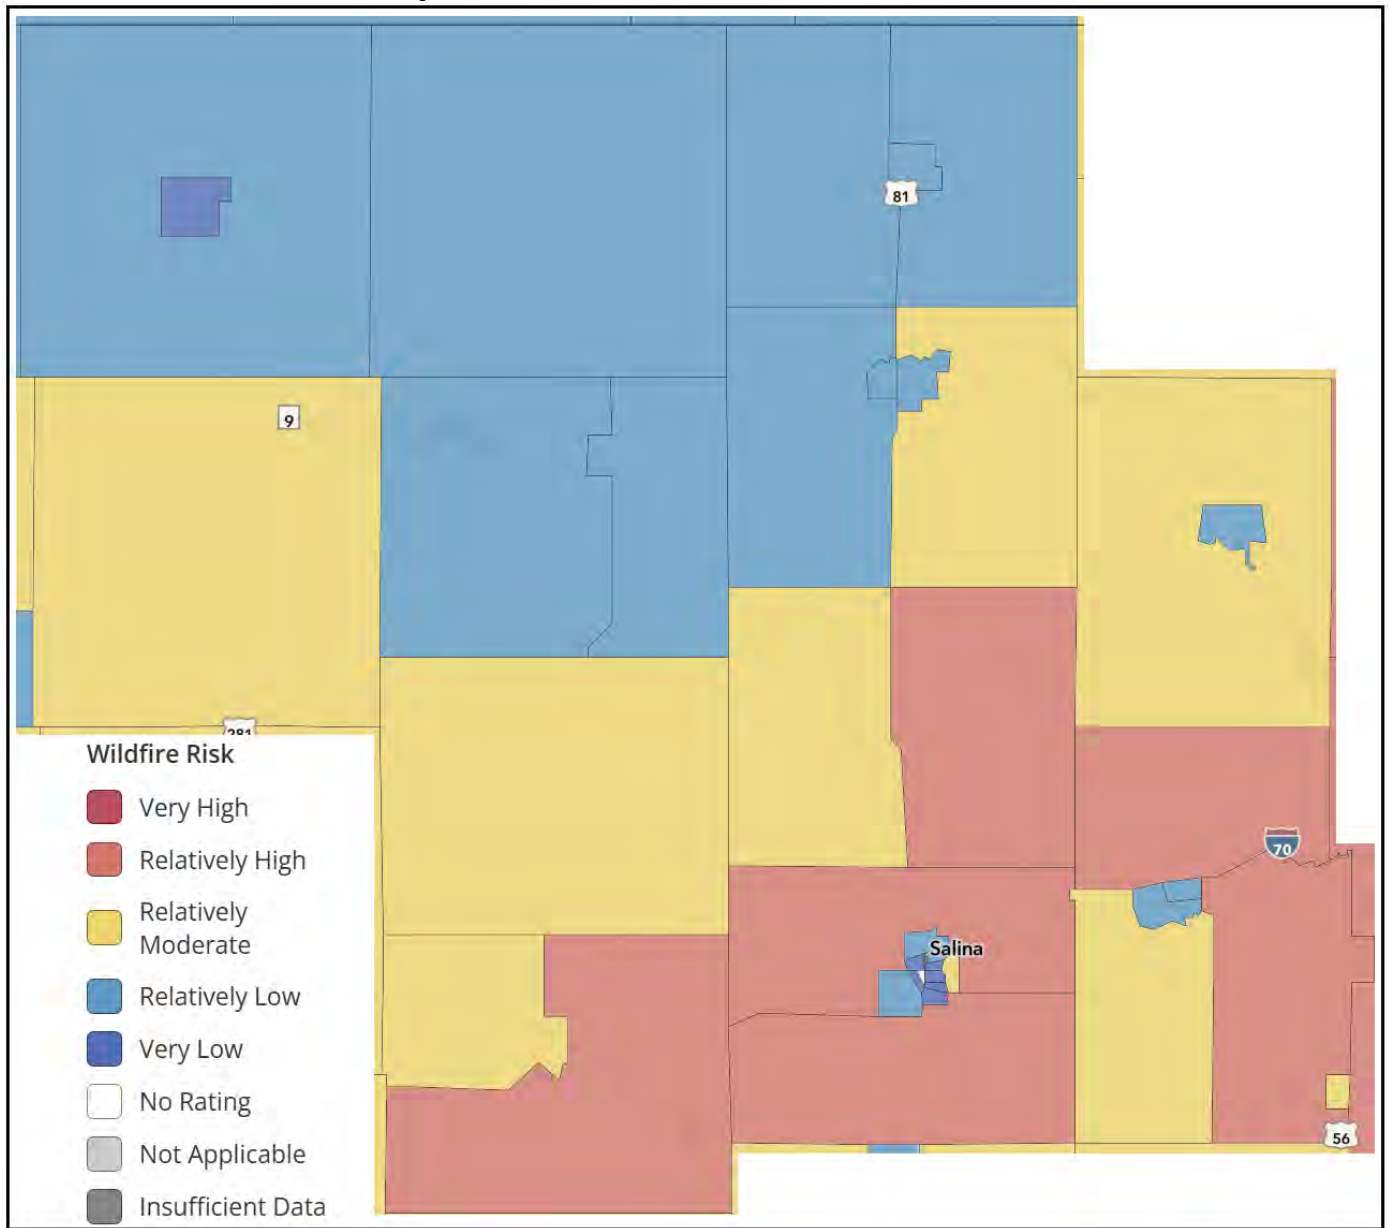 81
9
281
Wildfire Risk
Very High
70
Relatively High
Relatively
Moderate
Salina
Relatively Low
Very Low
No Rating
56
Not Applicable
Insufficient Data